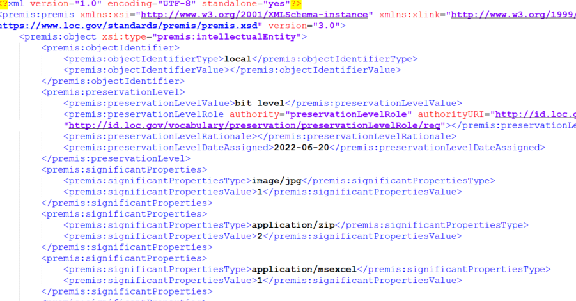 <?xml version="1.0" encoding="UTF-8" standalone="yes"?>
<premis:premis xmlns:xsi="http://www.w3.org/2001/XMLSchema-instance" xmlns:xlink="http://www.w3.org/1999/
https://www.loc.gov/standards/premis/premis.xsd" version="3.0">
<premis:object xsi:type="premis:intellectualEntity">
<premis:objectIdentifier>
<premis:objectIdentifierType>local</premis:objectIdentifierType>
<premis:objectIdentifierValue></premis:objectIdentifierValue>
</premis:objectIdentifier>
<premis:preservationLevel>
<premis:preservationLevelValue>bit level</premis:preservationLevelValue>
<premis:preservationLevelRole authority="preservationLevelRole" authorityURI="http://id.loc.g
"http://id.loc.gov/vocabulary/preservation/preservationLevelRole/req"></premis:preservationLe
<premis:preservationLevelRationale></premis:preservationLevelRationale>
<premis:preservationLevelDateAssigned>2022-06-20</premis:preservationLevelDateAssigned>
</premis:preservationLevel>
<premis:significantProperties>
<premis:significantPropertiesType>image/jpg</premis:significantPropertiesType>
<premis:significantPropertiesValue>1</premis:significantPropertiesValue>
</premis:significantProperties>
<premis:significantProperties>
<premis:significantPropertiesType>application/zip</premis:significantPropertiesType>
<premis:significantPropertiesValue>2</premis:significantPropertiesValue>
</premis:significantProperties>
<premis:significantProperties>
<premis:significantPropertiesType>application/msexcel</premis:significantPropertiesType>
<premis:significantPropertiesValue>1</premis:significantPropertiesValue>
</premis:significantProperties>